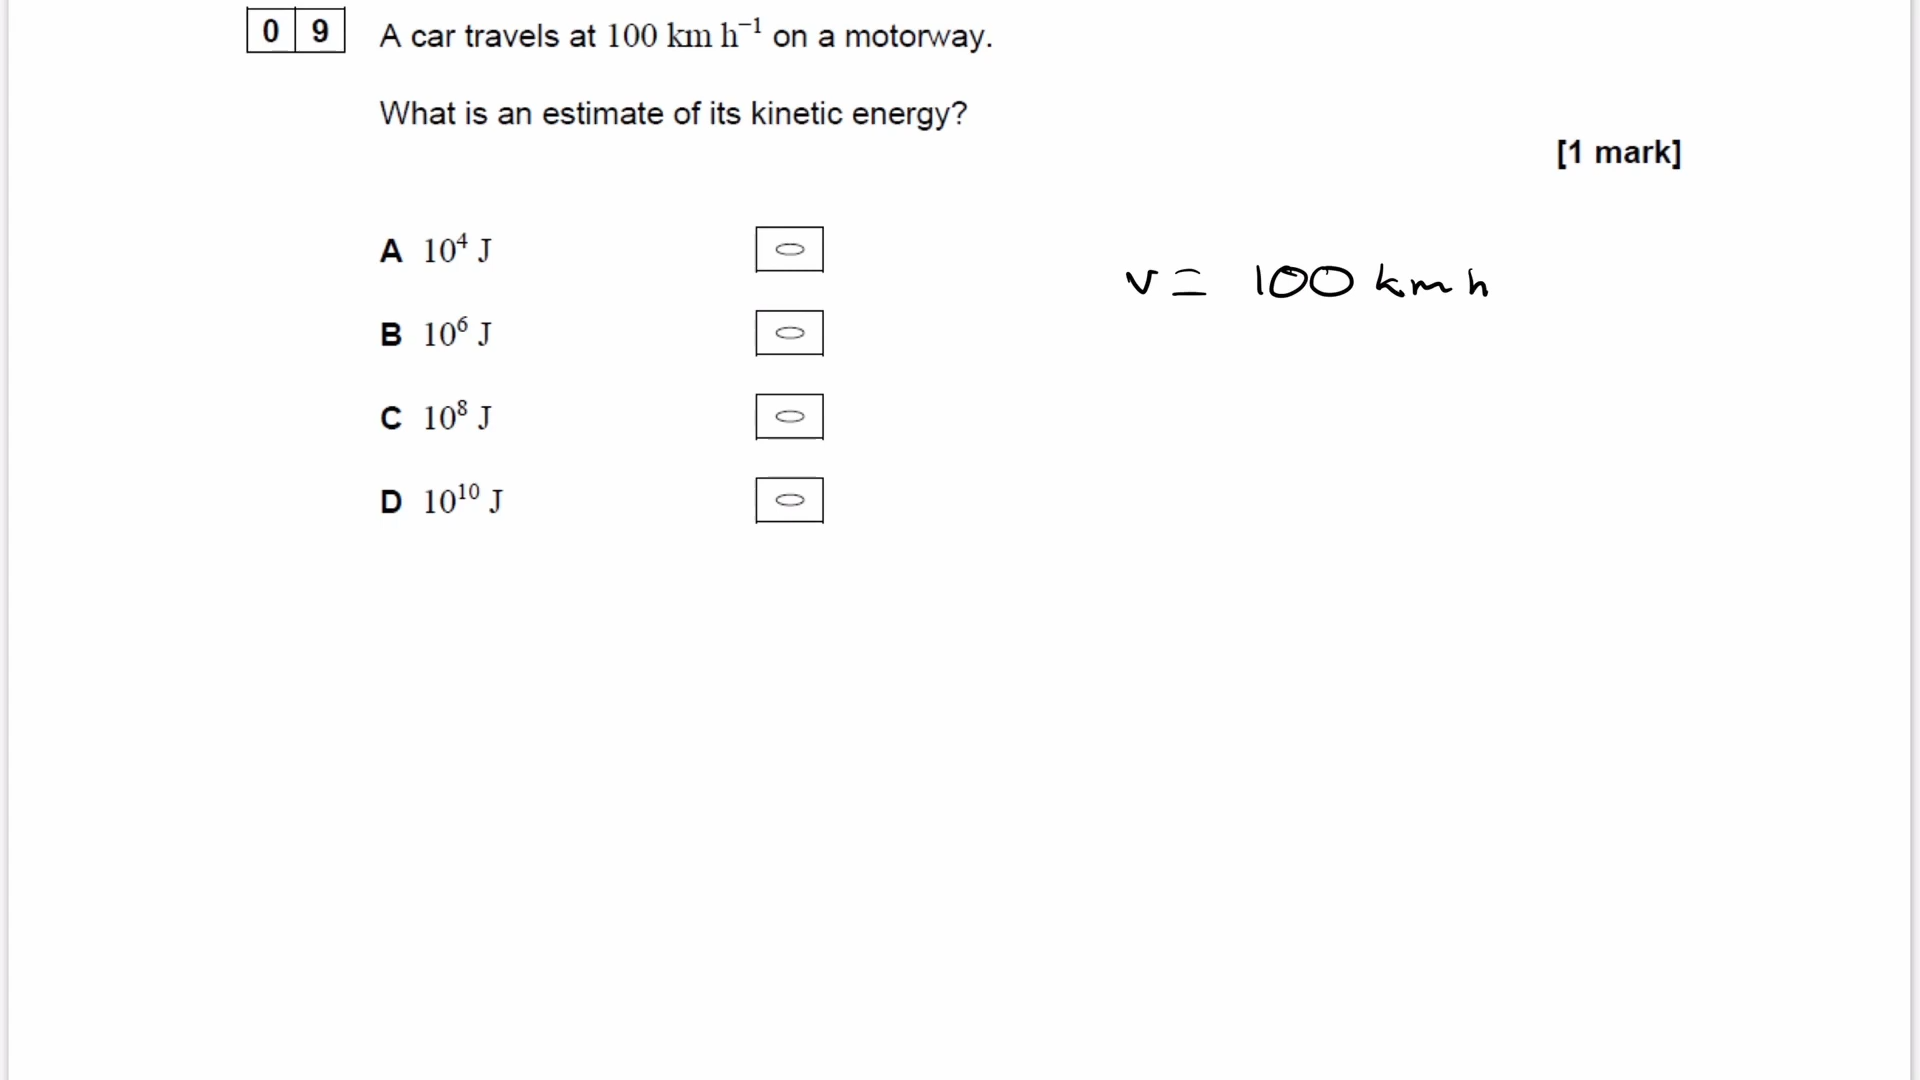 0 9 A car travels at 100 km h⁻¹ on a motorway.
What is an estimate of its kinetic energy?
[1 mark]
A 10⁴ J
B 10⁶ J
C 10⁸ J
D 10¹⁰ J
v = 100 km h